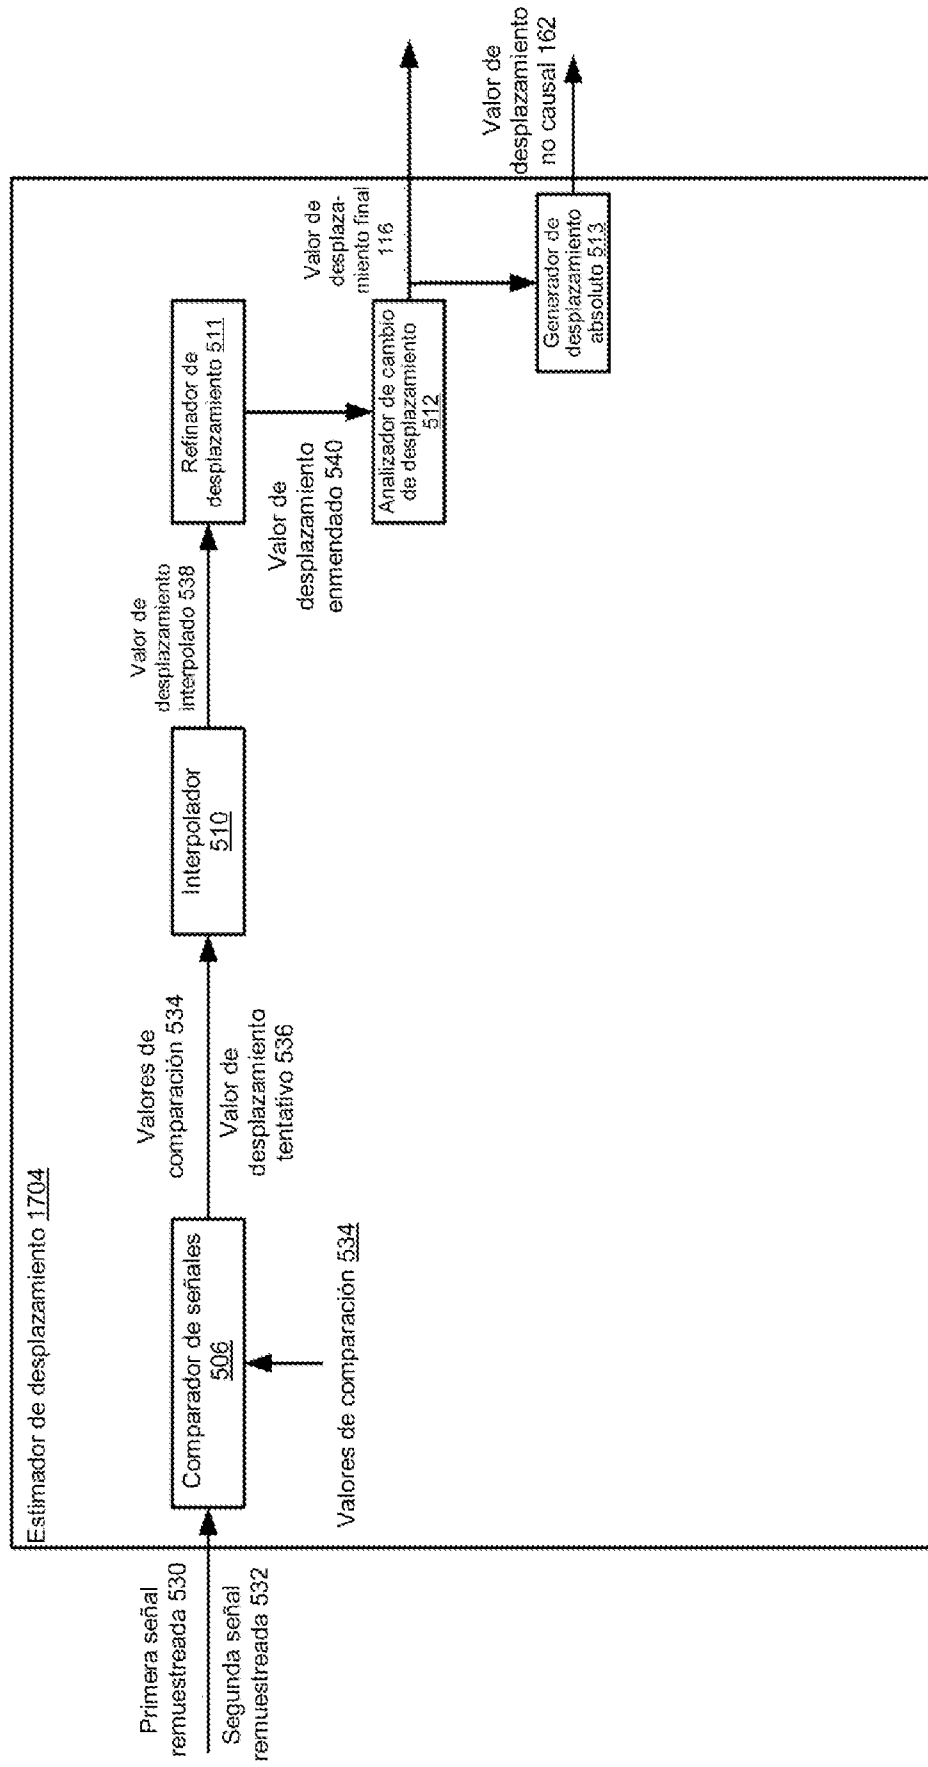 Estimador de desplazamiento 1704
Primera señal
remuestreada 530
Segunda señal
remuestreada 532
Comparador de señales
506
Valores de comparación 534
Valores de
comparación 534
Valor de
desplazamiento
tentativo 536
Interpolador
510
Valor de
desplazamiento
interpolado 538
Refinador de
desplazamiento 511
Valor de
desplazamiento
enmendado 540
Analizador de cambio
de desplazamiento
512
Valor de
desplaza-
miento final
116
Generador de
desplazamiento
absoluto 513
Valor de
desplazamiento
no causal 162